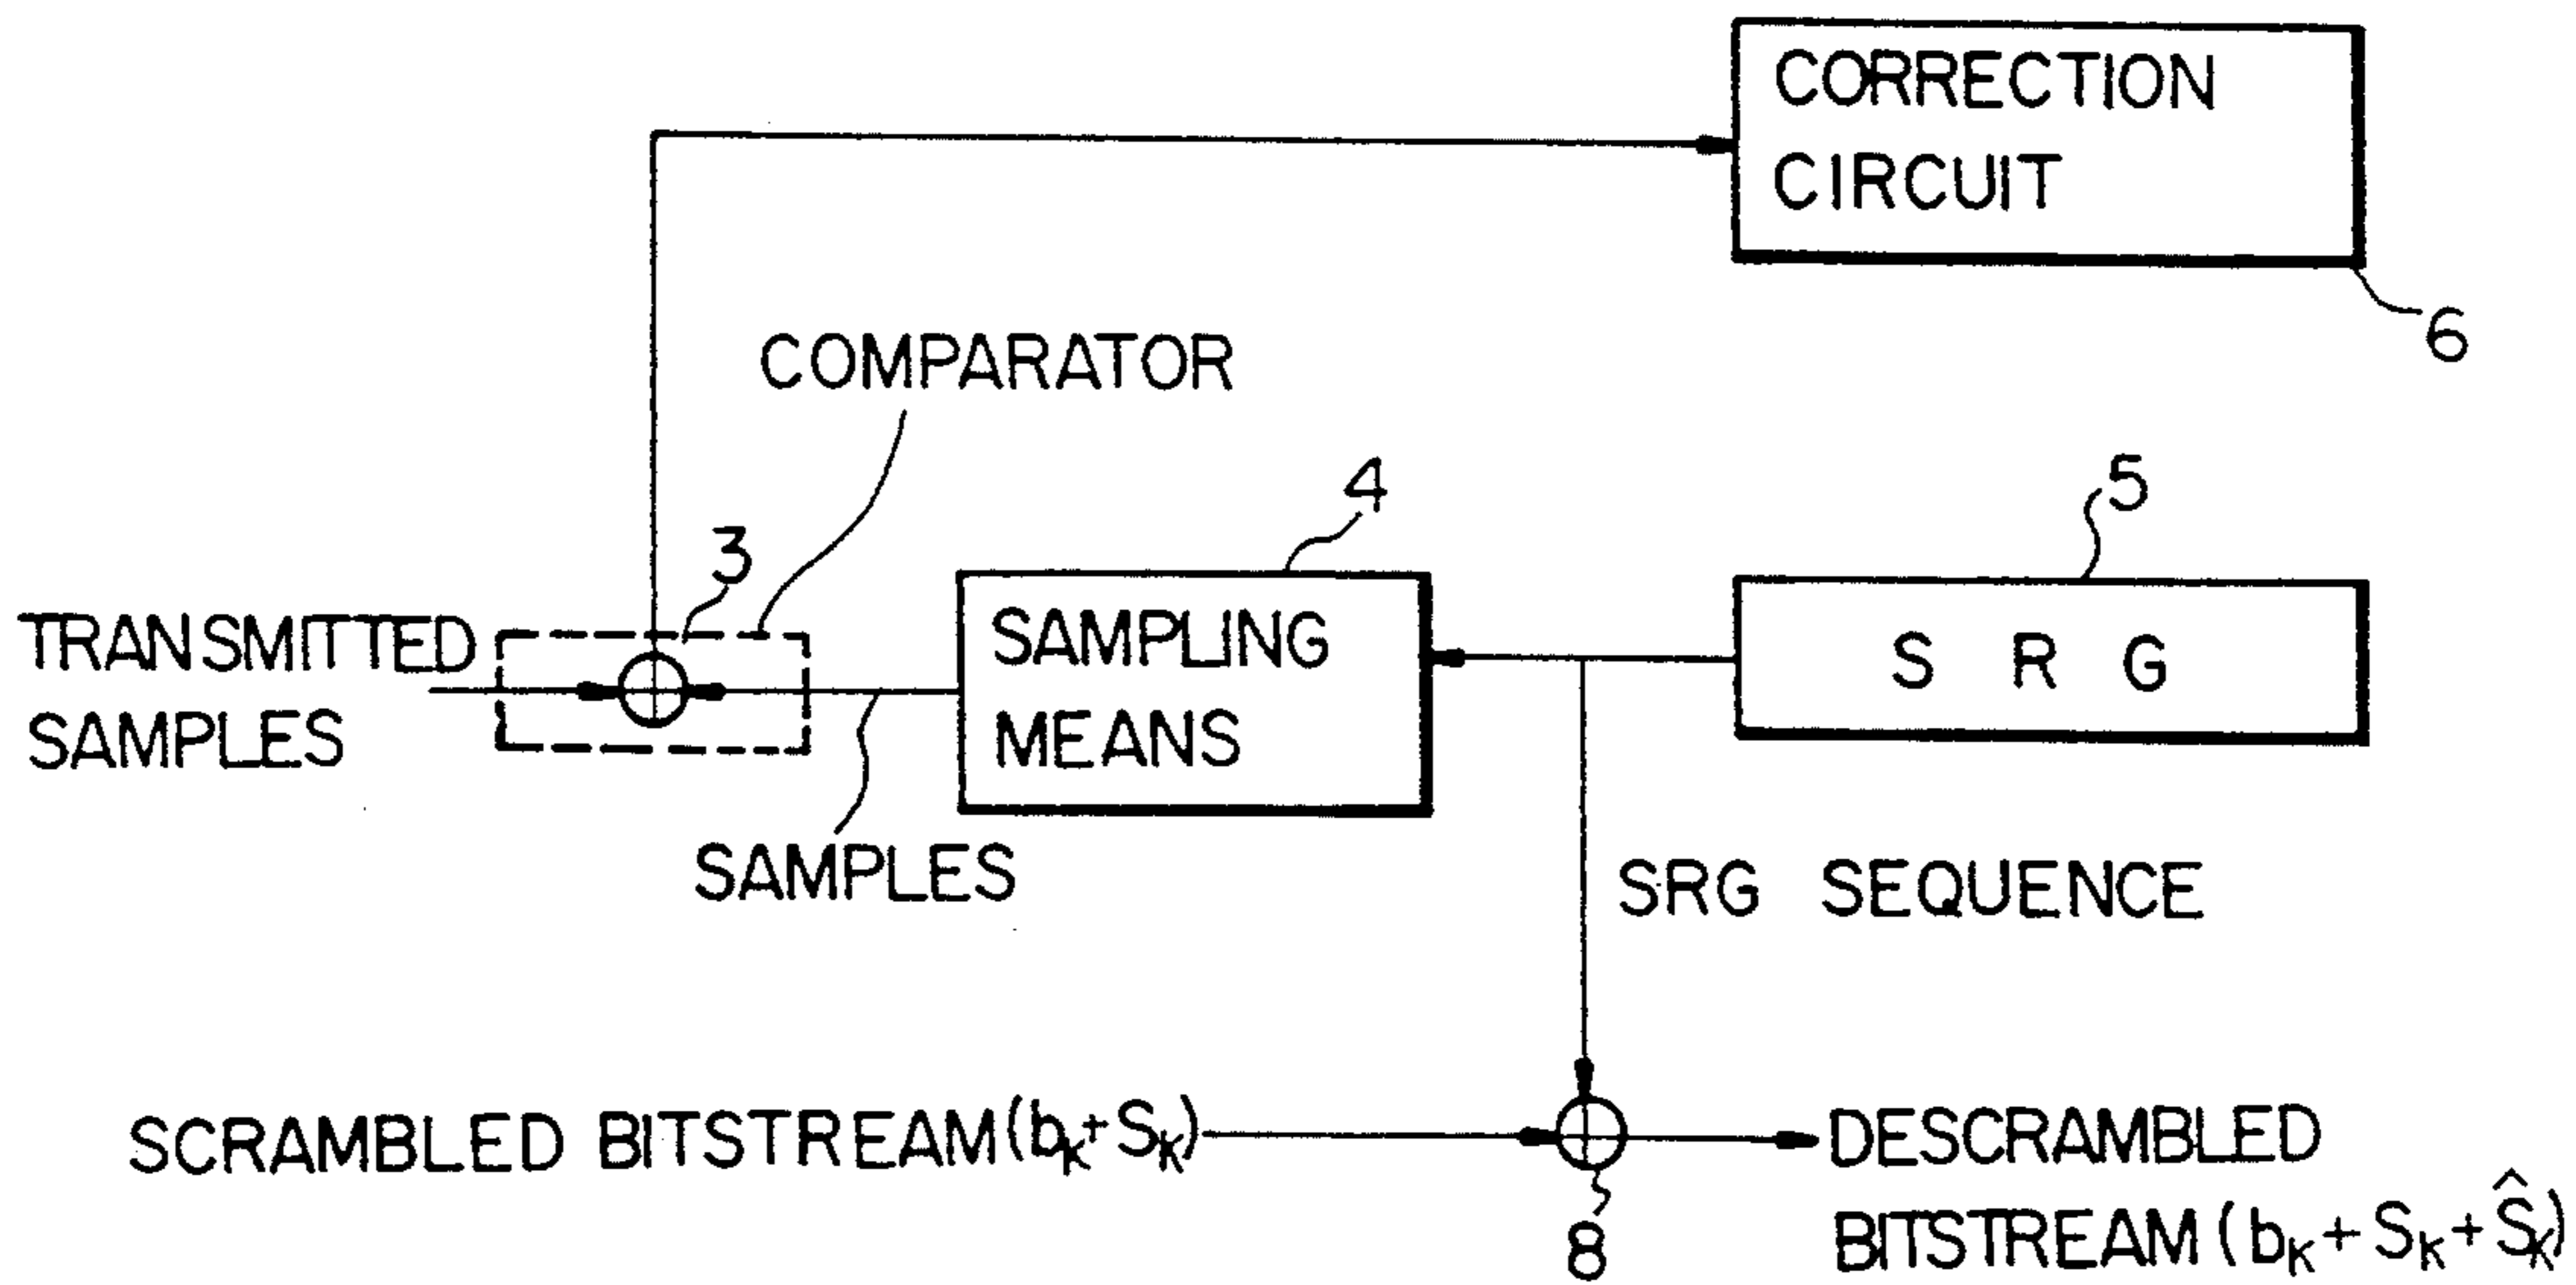 CORRECTION
CIRCUIT
6
COMPARATOR
4
5
3
TRANSMITTED
SAMPLES
SAMPLING
MEANS
S R G
SAMPLES
SRG SEQUENCE
SCRAMBLED BITSTREAM(bₖ+Sₖ)
8
DESCRAMBLED
BITSTREAM (bₖ+Sₖ+Ŝₖ)